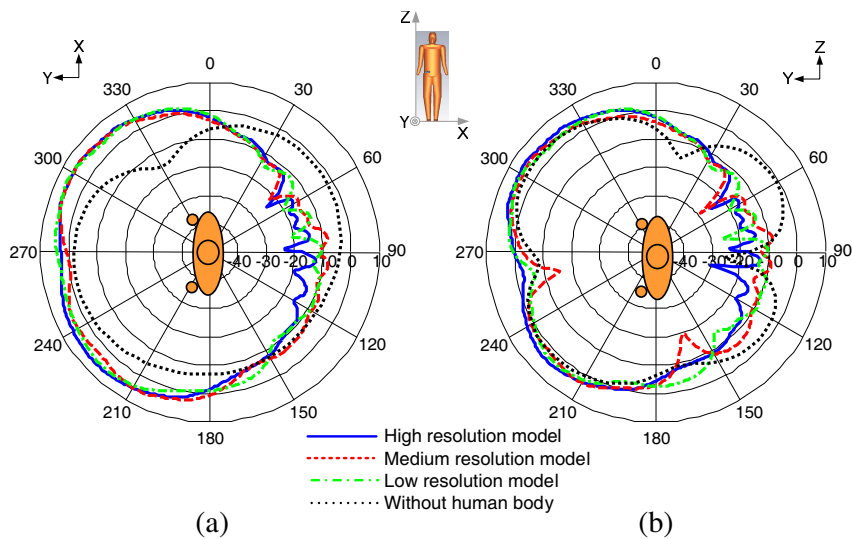 Z
Y
X
X
Y
0
30
60
90
120
150
180
210
240
270
300
330
-40 -30 -20 -10 0 10
Z
Y
0
30
60
90
120
150
180
210
240
270
300
330
-40 -30 -20 -10 0 10
High resolution model
Medium resolution model
Low resolution model
Without human body
(a)
(b)